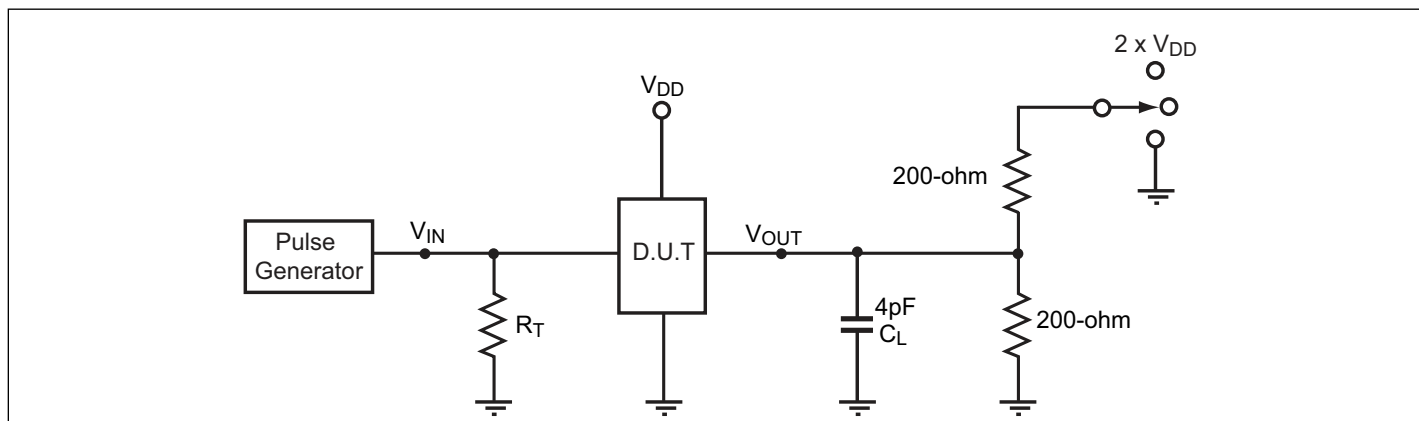 2 x VDD
VDD
200-ohm
Pulse
Generator
VIN
D.U.T
VOUT
RT
4pF
CL
200-ohm